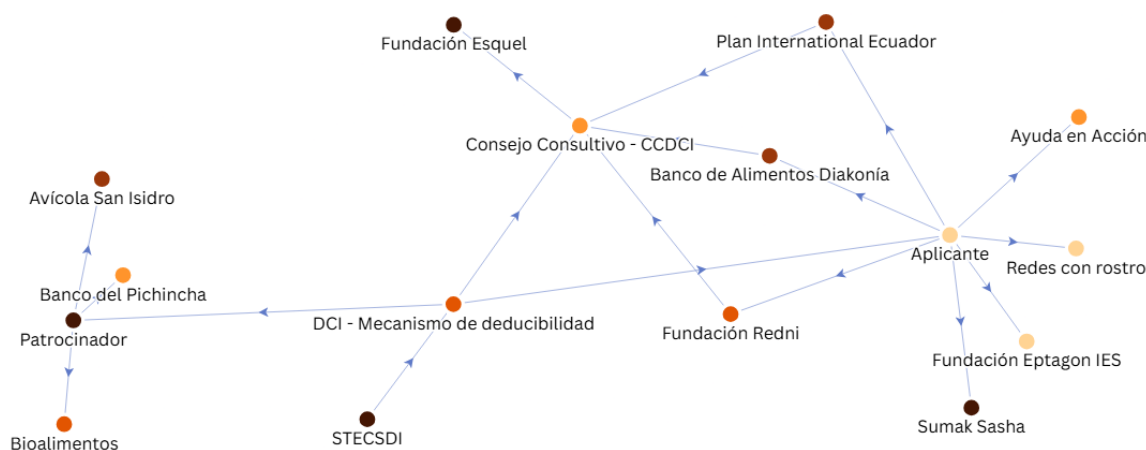 Fundación Esquel
Plan International Ecuador
Consejo Consultivo - CCDCI
Ayuda en Acción
Banco de Alimentos Diakonía
Avícola San Isidro
Aplicante
Redes con rostro
Banco del Pichincha
DCI - Mecanismo de deducibilidad
Fundación Redni
Patrocinador
Fundación Eptagon IES
Sumak Sasha
STECSDI
Bioalimentos